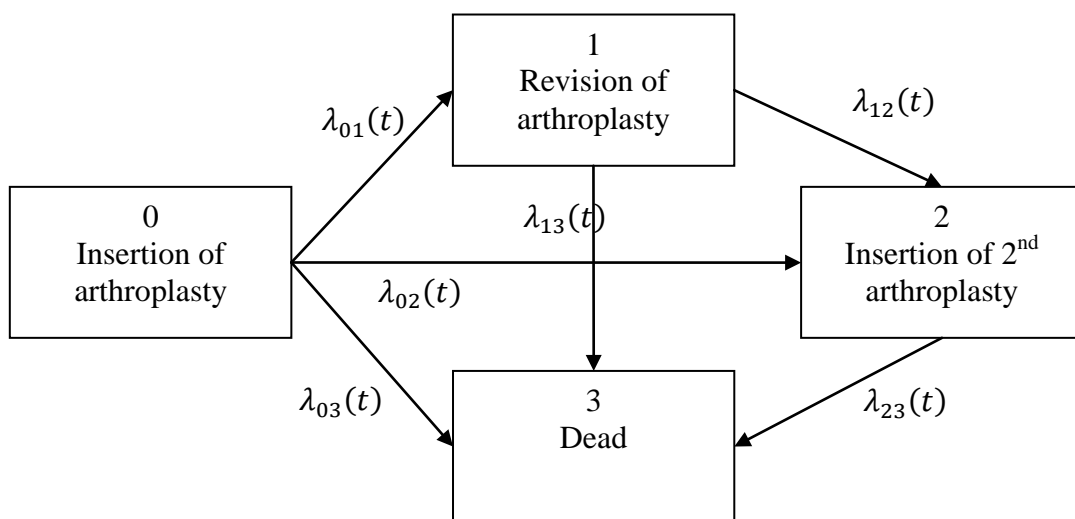 1
Revision of
arthroplasty
λ₀₁(t)
λ₁₂(t)
0
Insertion of
arthroplasty
λ₁₃(t)
2
Insertion of 2ⁿᵈ
arthroplasty
λ₀₂(t)
λ₀₃(t)
3
Dead
λ₂₃(t)